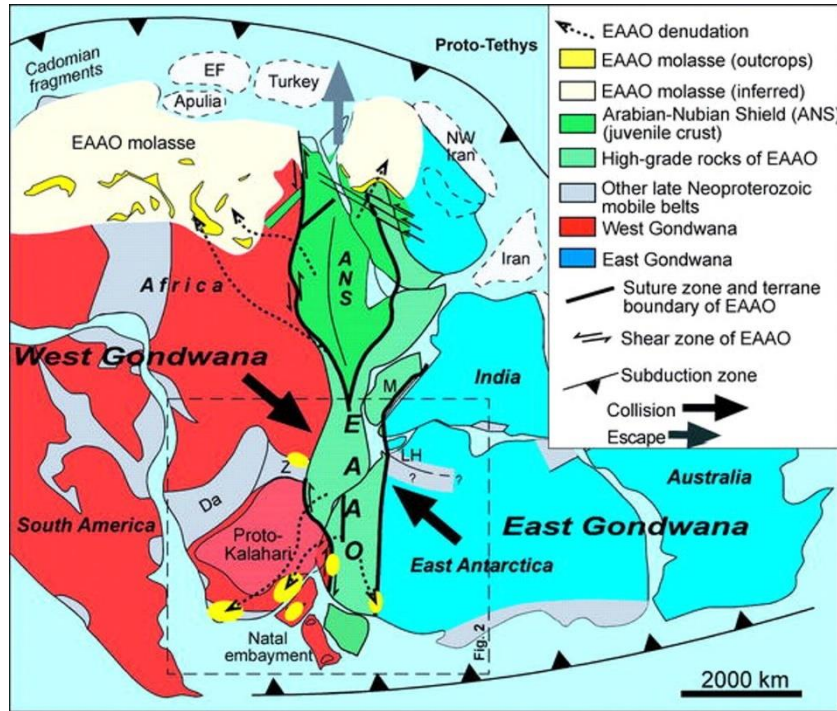 Cadomian
fragments
EF
Turkey
Apulia
Proto-Tethys
EAAO molasse
NW
Iran
Iran
Africa
ANS
West Gondwana
M
India
EAAO
LH
?
?
Z
Da
South America
Proto-
Kalahari
East Gondwana
Australia
East Antarctica
Natal
embayment
Fig. 2
2000 km
EAAO denudation
EAAO molasse (outcrops)
EAAO molasse (inferred)
Arabian-Nubian Shield (ANS)
(juvenile crust)
High-grade rocks of EAAO
Other late Neoproterozoic
mobile belts
West Gondwana
East Gondwana
Suture zone and terrane
boundary of EAAO
Shear zone of EAAO
Subduction zone
Collision
Escape